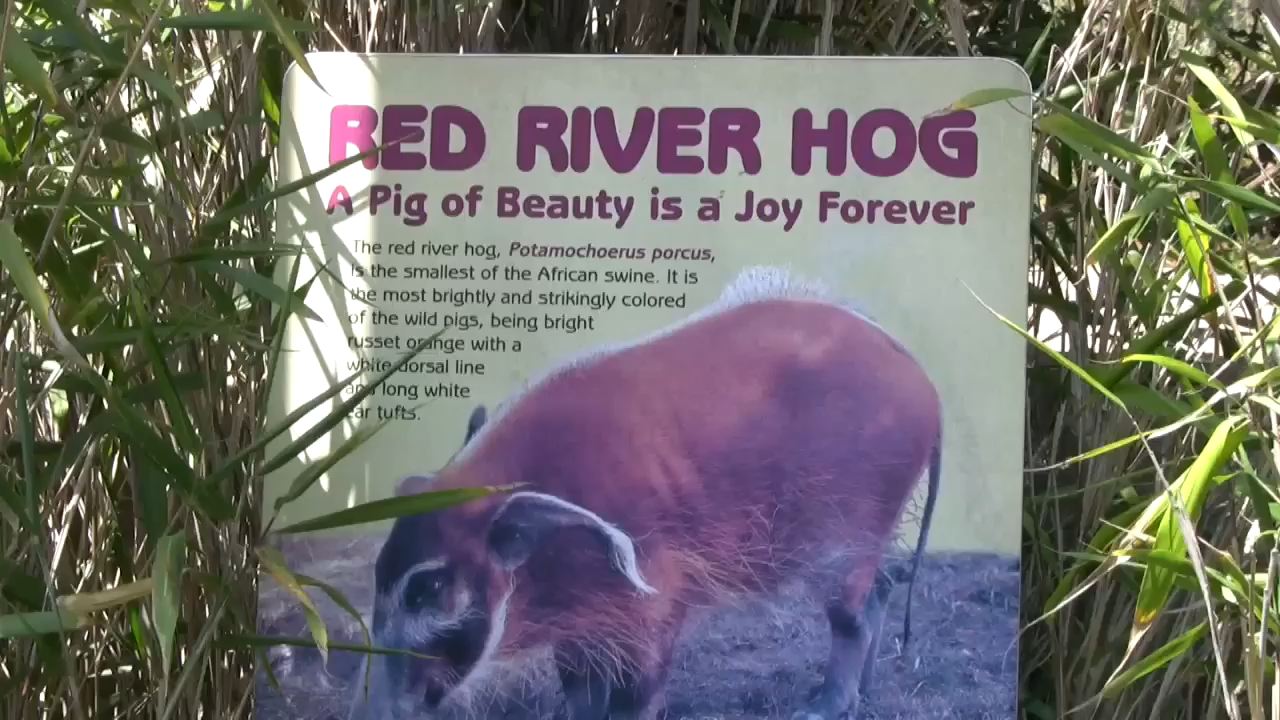 RED RIVER HOG
A Pig of Beauty is a Joy Forever
The red river hog, Potamochoerus porcus,
is the smallest of the African swine. It is
the most brightly and strikingly colored
of the wild pigs, being bright
russet orange with a
white dorsal line
and long white
ear tufts.